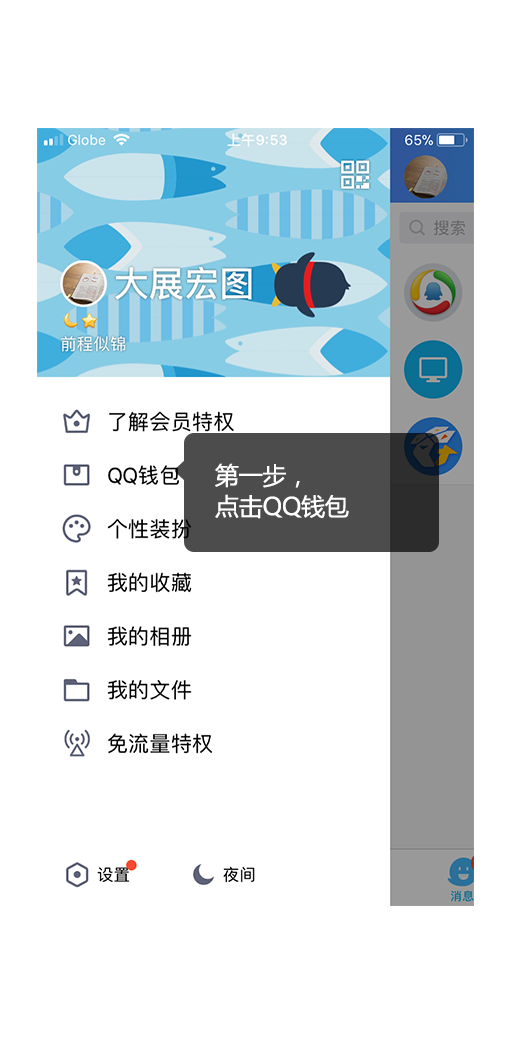 Globe
上午9:53
65%
搜索
大展宏图
前程似锦
了解会员特权
QQ钱包
第一步，
点击QQ钱包
个性装扮
我的收藏
我的相册
我的文件
免流量特权
设置
夜间
消息